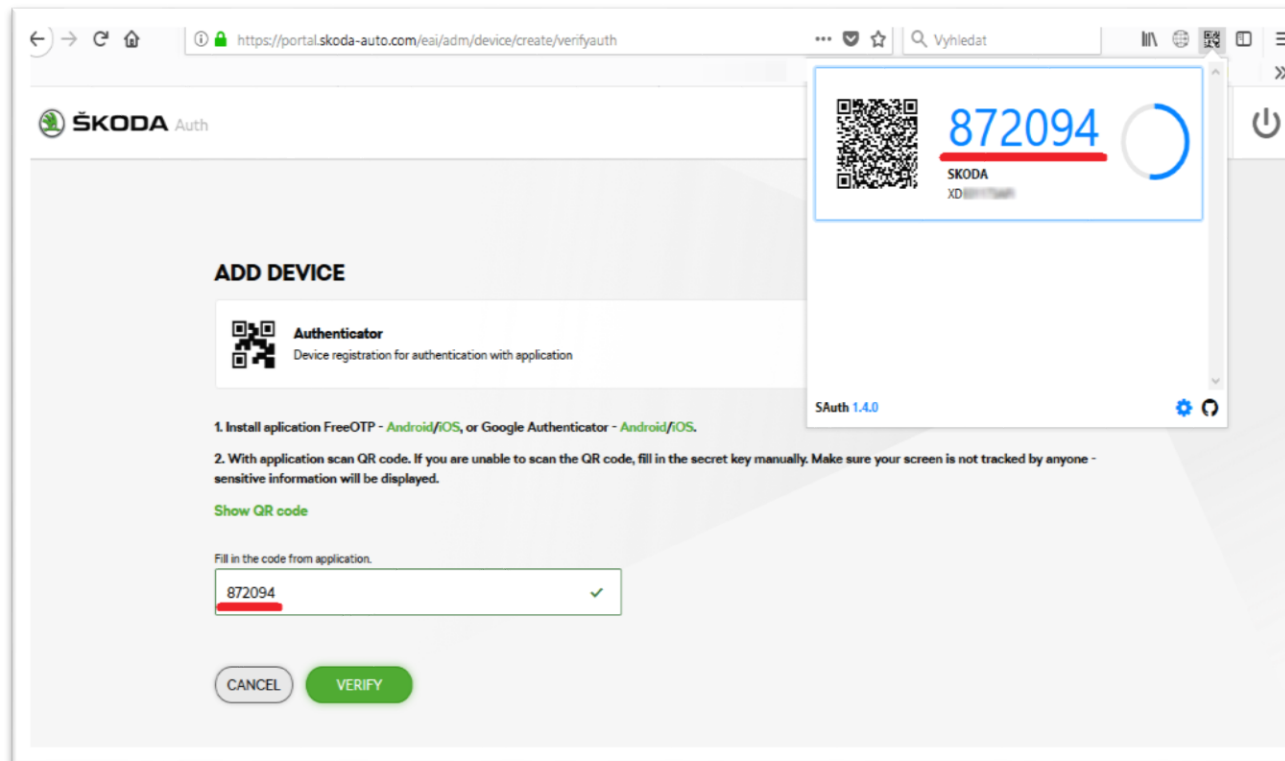 https://portal.skoda-auto.com/eai/adm/device/create/verifyauth
Vyhledat
ŠKODA Auth
872094
SKODA
XD
SAuth 1.4.0
ADD DEVICE
Authenticator
Device registration for authentication with application
1. Install aplication FreeOTP - Android/iOS, or Google Authenticator - Android/iOS.
2. With application scan QR code. If you are unable to scan the QR code, fill in the secret key manually. Make sure your screen is not tracked by anyone -
sensitive information will be displayed.
Show QR code
Fill in the code from application.
872094
CANCEL
VERIFY